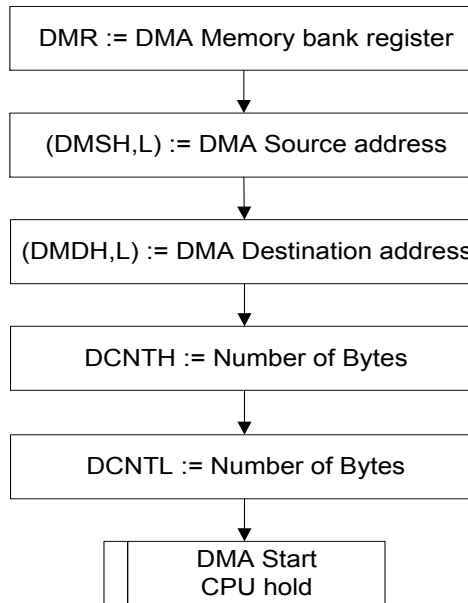 DMR := DMA Memory bank register
(DMSH,L) := DMA Source address
(DMDH,L) := DMA Destination address
DCNTH := Number of Bytes
DCNTL := Number of Bytes
DMA Start
CPU hold